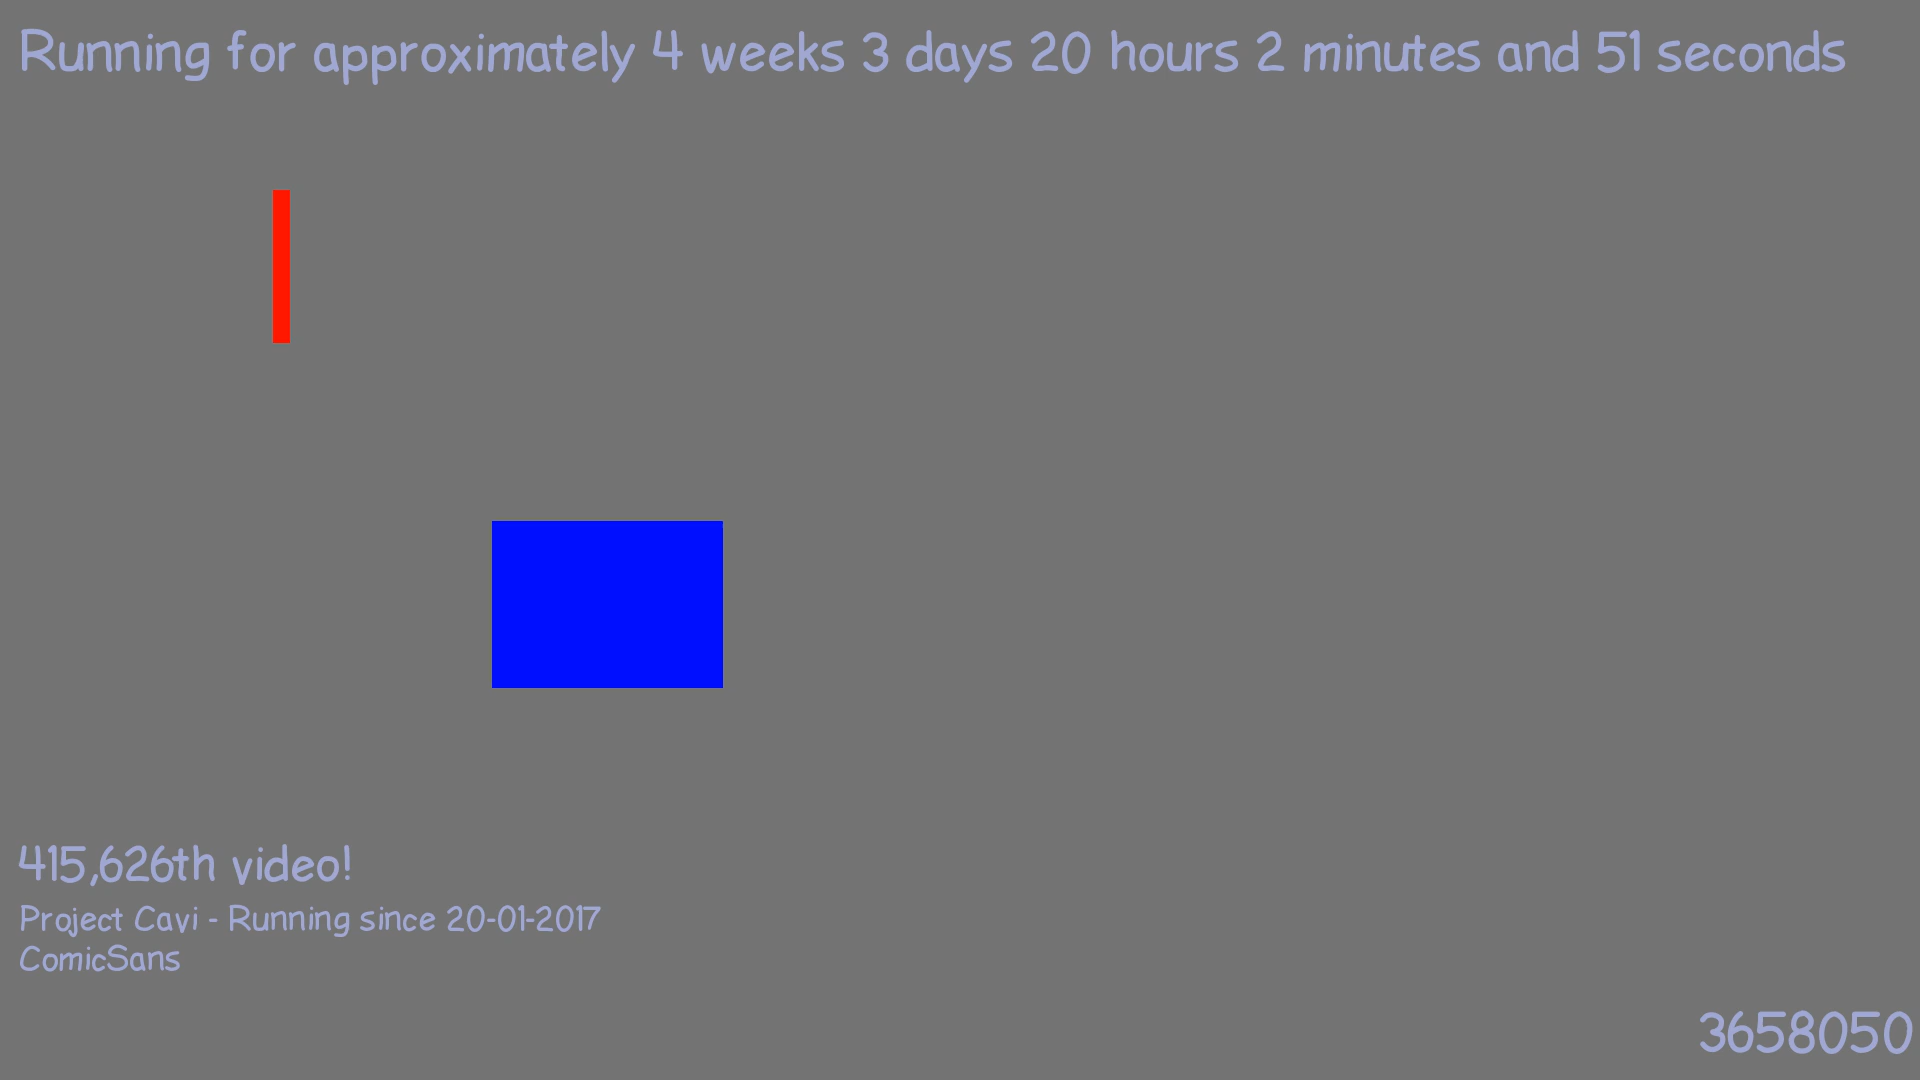 Running for approximately 4 weeks 3 days 20 hours 2 minutes and 51 seconds
415,626th video!
Project Cavi - Running since 20-01-2017
ComicSans
3658050